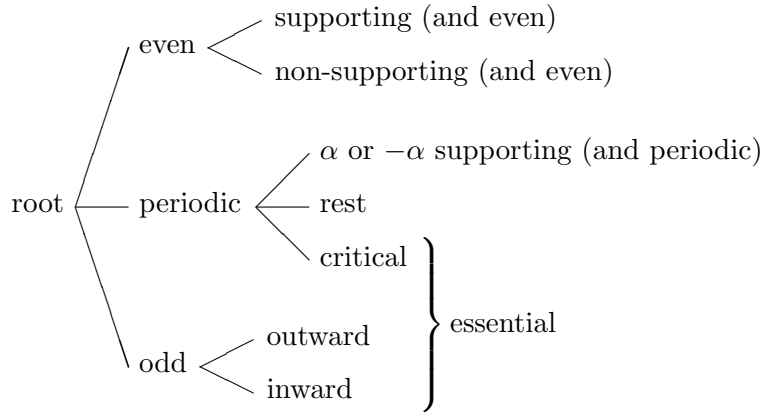 supporting (and even)
even
non-supporting (and even)
α or −α supporting (and periodic)
root
periodic
rest
critical
essential
outward
odd
inward